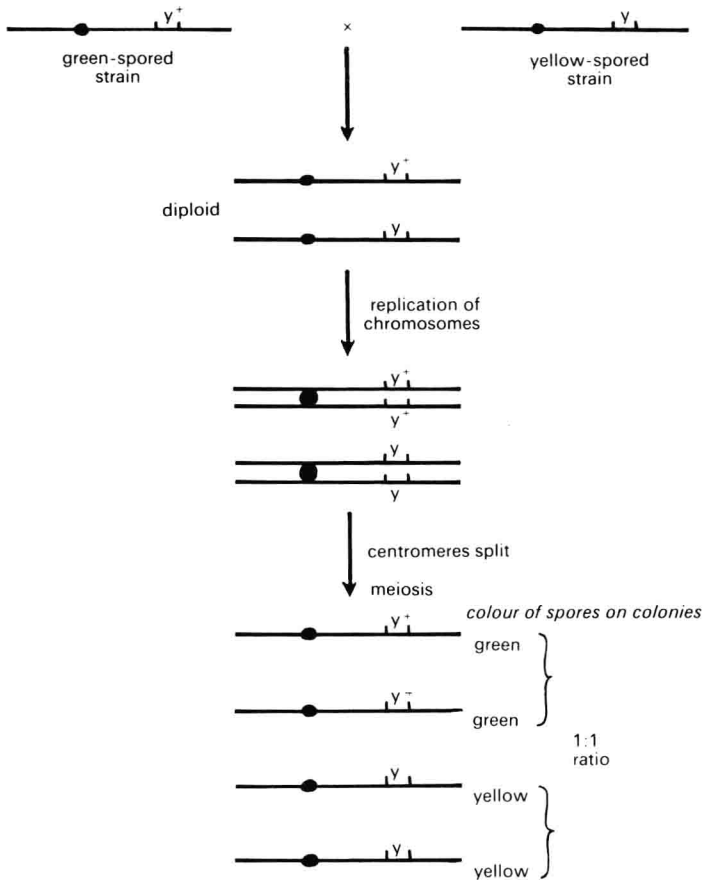 y+
×
y
green-spored
strain
yellow-spored
strain
y+
diploid
y
replication of
chromosomes
y+
y+
y
y
centromeres split
meiosis
colour of spores on colonies
y+
green
y+
green
1:1
ratio
y
yellow
y
yellow